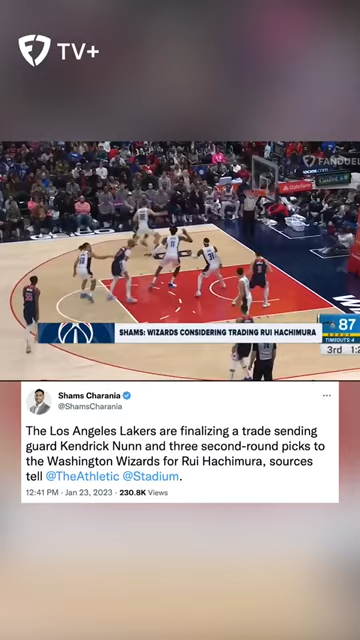 TV+
FANDUEL
StateFarm
SHAMS: WIZARDS CONSIDERING TRADING RUI HACHIMURA
87
TIMEOUTS: 4
3rd
Shams Charania
@ShamsCharania
The Los Angeles Lakers are finalizing a trade sending
guard Kendrick Nunn and three second-round picks to
the Washington Wizards for Rui Hachimura, sources
tell @TheAthletic @Stadium.
12:41 PM · Jan 23, 2023 · 230.8K Views